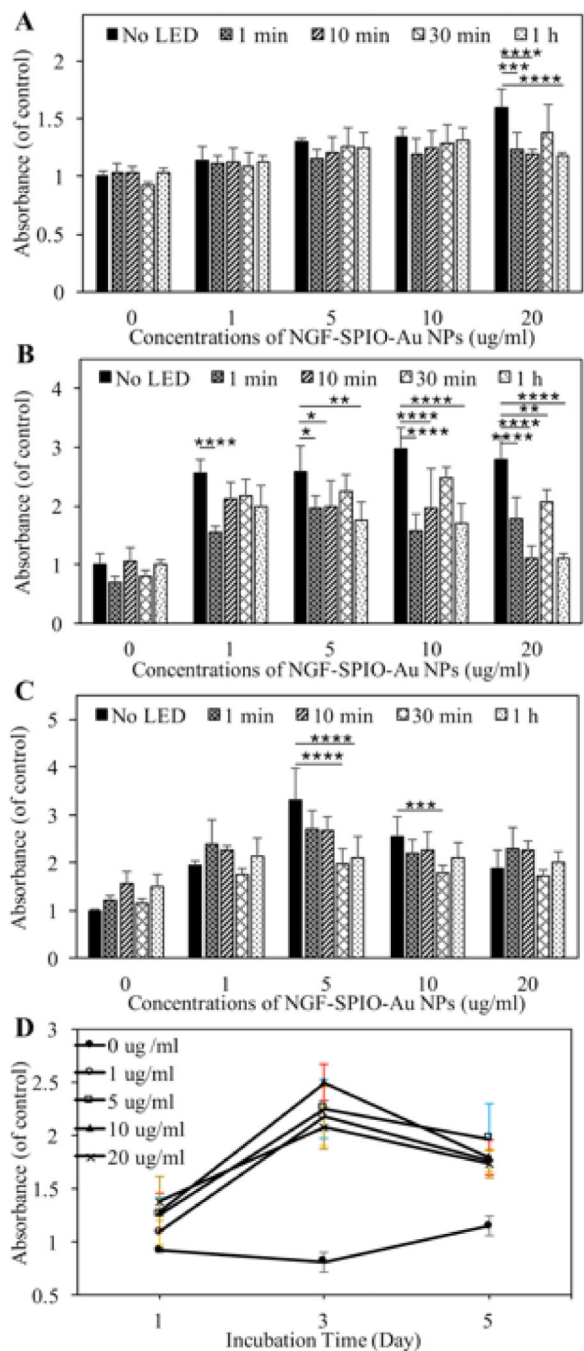 A
No LED 1 min 10 min 30 min 1 h
****
***
****
Absorbance (of control)
2
1.5
1
0.5
0 1 5 10 20
Concentrations of NGF-SPIO-Au NPs (ug/ml)
B
No LED 1 min 10 min 30 min 1 h
****
**
*
*
****
****
****
****
**
****
****
Absorbance (of control)
4
3
2
1
0
0 1 5 10 20
Concentrations of NGF-SPIO-Au NPs (ug/ml)
C
No LED 1 min 10 min 30 min 1 h
****
****
***
Absorbance (of control)
5
4
3
2
1
0
0 1 5 10 20
Concentrations of NGF-SPIO-Au NPs (ug/ml)
D
0 ug /ml
1 ug/ml
5 ug/ml
10 ug/ml
20 ug/ml
Absorbance (of control)
3
2.5
2
1.5
1
0.5
1 3 5
Incubation Time (Day)